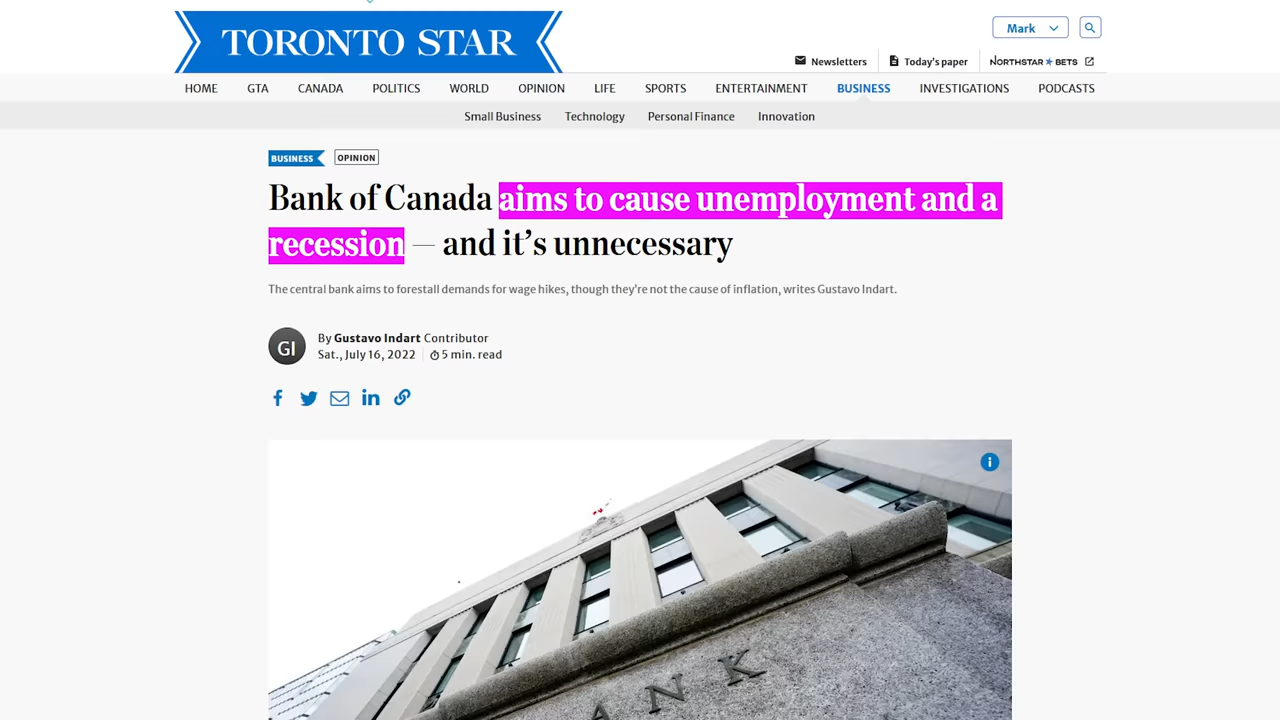 TORONTO STAR
Mark
Newsletters
Today's paper
NORTHSTAR BETS
HOME GTA CANADA POLITICS WORLD OPINION LIFE SPORTS ENTERTAINMENT BUSINESS INVESTIGATIONS PODCASTS
Small Business Technology Personal Finance Innovation
BUSINESS OPINION
Bank of Canada aims to cause unemployment and a
recession — and it’s unnecessary
The central bank aims to forestall demands for wage hikes, though they’re not the cause of inflation, writes Gustavo Indart.
GI
By Gustavo Indart Contributor
Sat., July 16, 2022 5 min. read
ANK